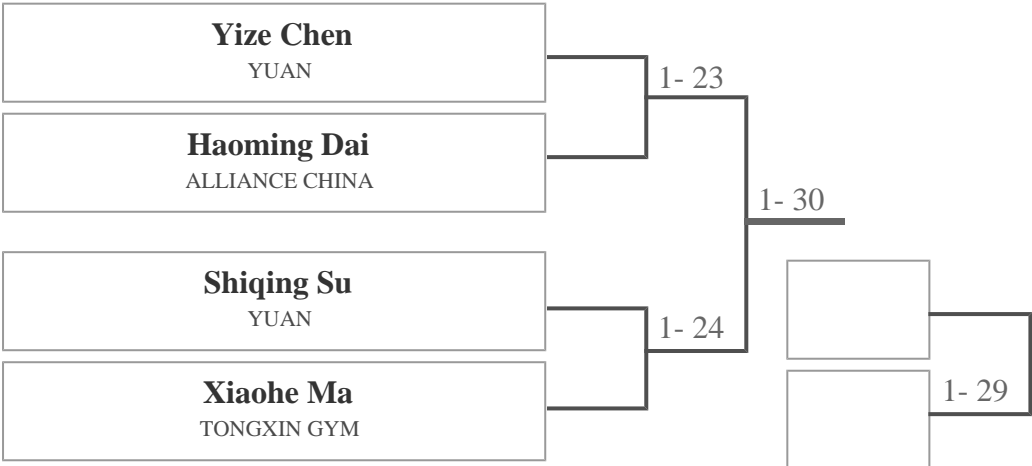 Yize Chen
YUAN
1- 23
Haoming Dai
ALLIANCE CHINA
1- 30
Shiqing Su
YUAN
1- 24
Xiaohe Ma
TONGXIN GYM
1- 29